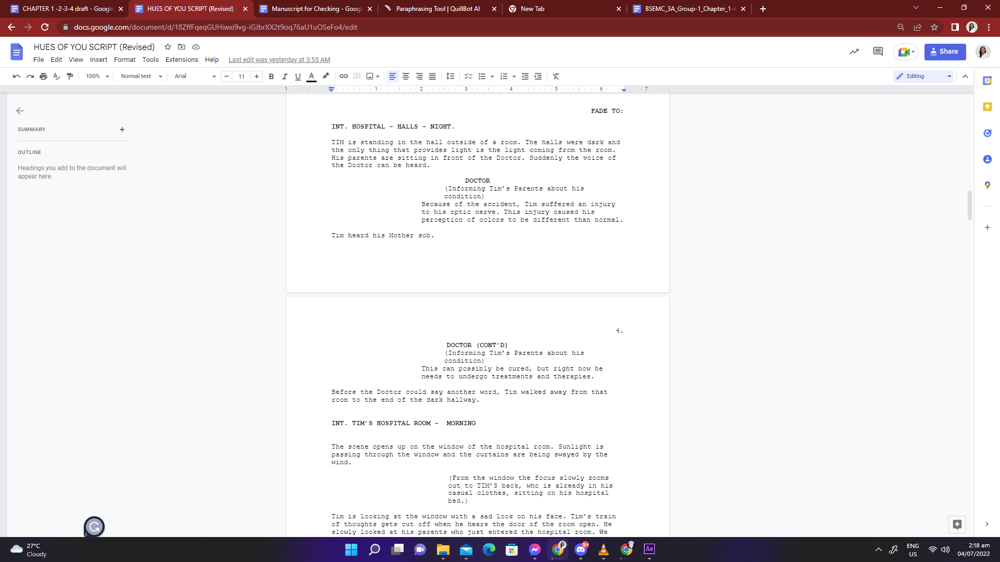 CHAPTER 1 -2-3-4 draft - Google
HUES OF YOU SCRIPT (Revised) -
Manuscript for Checking - Googl
Paraphrasing Tool | QuillBot AI
New Tab
BSEMC_3A_Group-1_Chapter_1-4
docs.google.com/document/d/18ZffFqeqGUHiwxi9vg-iGJbrXX2t9oq76aU1uOSeFo4/edit
HUES OF YOU SCRIPT (Revised)
File Edit View Insert Format Tools Extensions Help Last edit was yesterday at 3:55 AM
Share
100% Normal text Arial 11 Editing
1 1 2 3 4 5 6 7
SUMMARY
OUTLINE
Headings you add to the document will
appear here.
FADE TO:
INT. HOSPITAL - HALLS - NIGHT.
TIM is standing in the hall outside of a room. The halls were dark and
the only thing that provides light is the light coming from the room.
His parents are sitting in front of the Doctor. Suddenly the voice of
the Doctor can be heard.
DOCTOR
(Informing Tim's Parents about his
condition)
Because of the accident, Tim suffered an injury
to his optic nerve. This injury caused his
perception of colors to be different than normal.
Tim heard his Mother sob.
4.
DOCTOR (CONT'D)
(Informing Tim's Parents about his
condition)
This can possibly be cured, but right now he
needs to undergo treatments and therapies.
Before the Doctor could say another word, Tim walked away from that
room to the end of the dark hallway.
INT. TIM'S HOSPITAL ROOM - MORNING
The scene opens up on the window of the hospital room. Sunlight is
passing through the window and the curtains are being swayed by the
wind.
(From the window the focus slowly zooms
out to TIM'S back, who is already in his
casual clothes, sitting on his hospital
bed.)
Tim is looking at the window with a sad look on his face. Tim's train
of thoughts gets cut off when he hears the door of the room open. He
slowly looked at his parents who just entered the hospital room. We
27°C
Cloudy
9+
Ae
ENG
US
2:18 am
04/07/2022